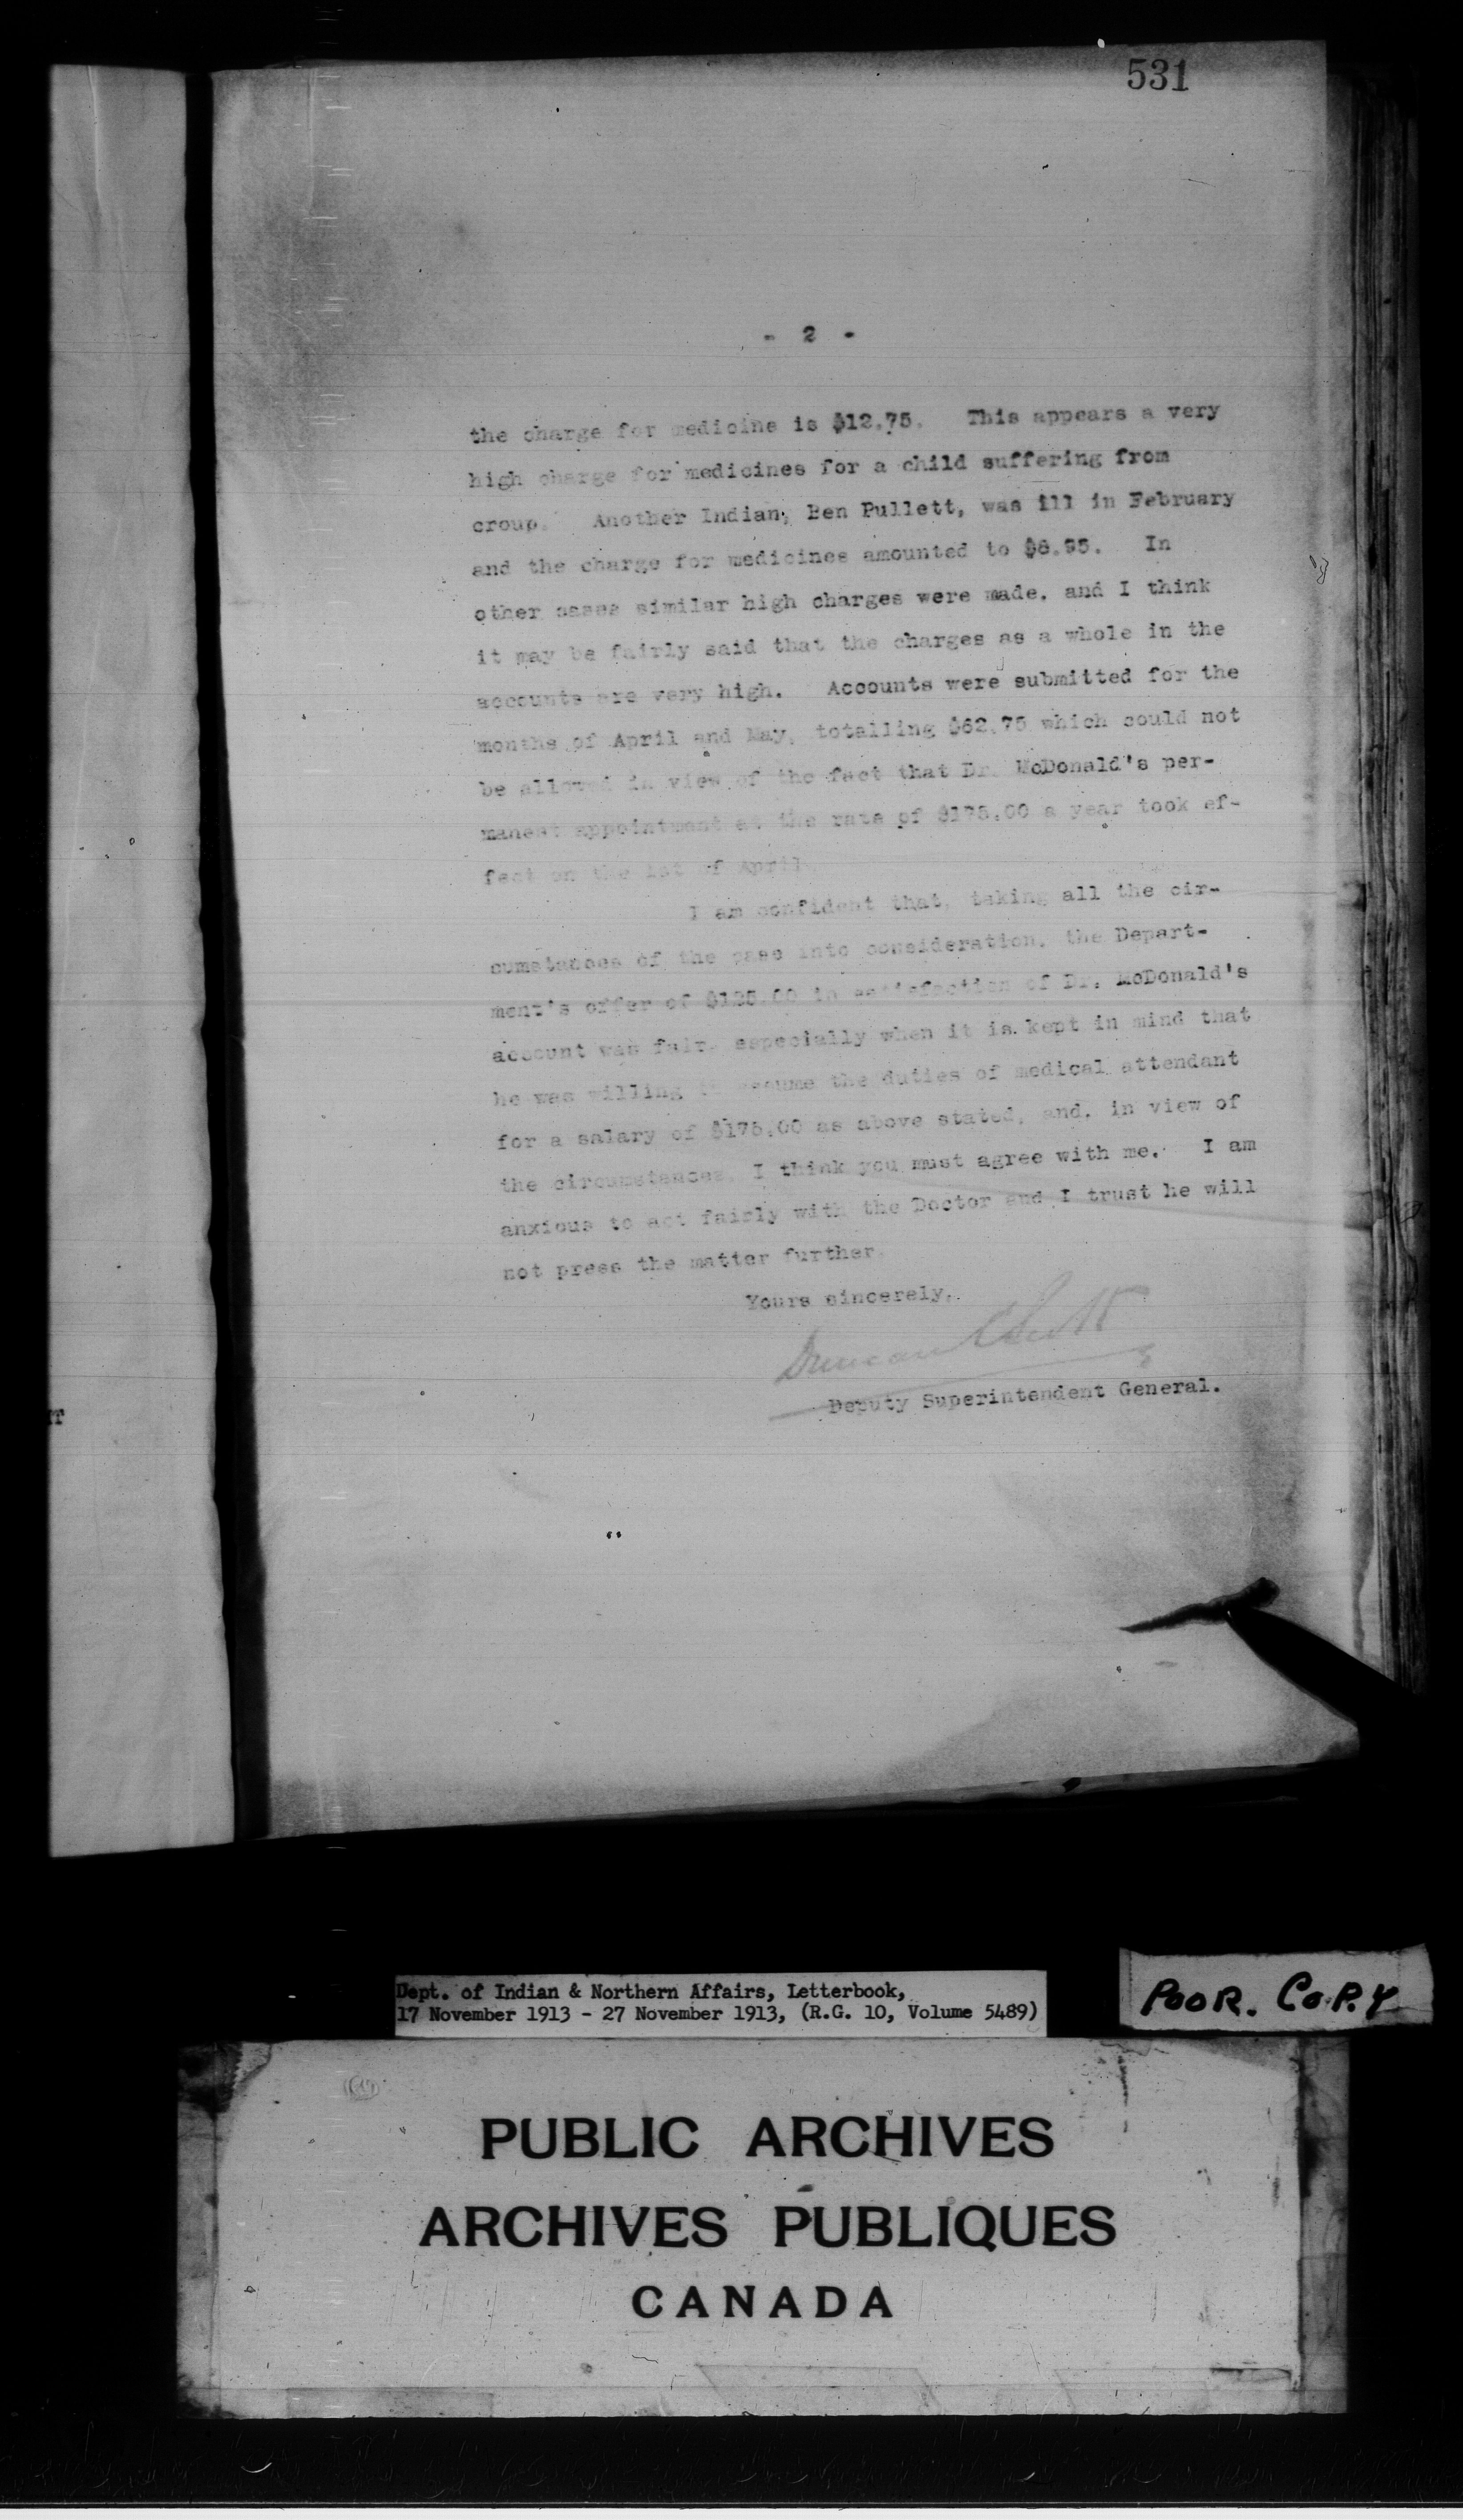 531
- 2 -
the charge for medicine is $12.75. This appears a very
high charge for medicines for a child suffering from
croup. Another Indian, Ben Pullett, was ill in February
and the charge for medicines amounted to $8.95. In
other cases similar high charges were made, and I think
it may be fairly said that the charges as a whole in the
accounts are very high. Accounts were submitted for the
months of April and May, totalling $62.75 which could not
be allowed in view of the fact that Dr. McDonald's per-
manent appointment at the rate of $175.00 a year took ef-
fect on the 1st of April.
I am confident that, taking all the cir-
cumstances of the case into consideration, the Depart-
ment's offer of $125.00 in satisfaction of Dr. McDonald's
account was fair, especially when it is kept in mind that
he was willing to assume the duties of medical attendant
for a salary of $175.00 as above stated, and, in view of
the circumstances, I think you must agree with me. I am
anxious to act fairly with the Doctor and I trust he will
not press the matter further.
Yours sincerely,
Duncan C Scott
Deputy Superintendent General.
Dept. of Indian & Northern Affairs, Letterbook,
17 November 1913 - 27 November 1913, (R.G. 10, Volume 5489)
POOR. COPY
PUBLIC ARCHIVES
ARCHIVES PUBLIQUES
CANADA